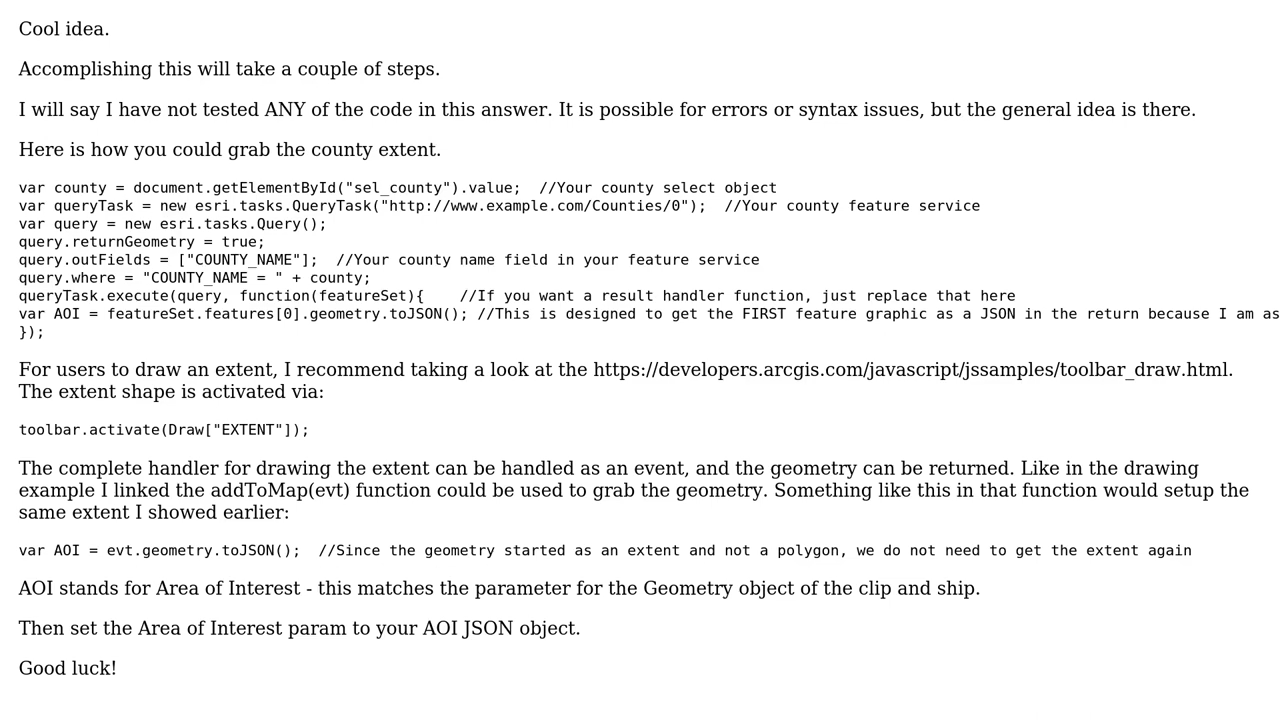 Cool idea.
Accomplishing this will take a couple of steps.
I will say I have not tested ANY of the code in this answer. It is possible for errors or syntax issues, but the general idea is there.
Here is how you could grab the county extent.
var county = document.getElementById("sel_county").value;  //Your county select object
var queryTask = new esri.tasks.QueryTask("http://www.example.com/Counties/0");  //Your county feature service
var query = new esri.tasks.Query();
query.returnGeometry = true;
query.outFields = ["COUNTY_NAME"];  //Your county name field in your feature service
query.where = "COUNTY_NAME = " + county;
queryTask.execute(query, function(featureSet){    //If you want a result handler function, just replace that here
var AOI = featureSet.features[0].geometry.toJSON(); //This is designed to get the FIRST feature graphic as a JSON in the return because I am as
});
For users to draw an extent, I recommend taking a look at the https://developers.arcgis.com/javascript/jssamples/toolbar_draw.html.
The extent shape is activated via:
toolbar.activate(Draw["EXTENT"]);
The complete handler for drawing the extent can be handled as an event, and the geometry can be returned. Like in the drawing
example I linked the addToMap(evt) function could be used to grab the geometry. Something like this in that function would setup the
same extent I showed earlier:
var AOI = evt.geometry.toJSON();  //Since the geometry started as an extent and not a polygon, we do not need to get the extent again
AOI stands for Area of Interest - this matches the parameter for the Geometry object of the clip and ship.
Then set the Area of Interest param to your AOI JSON object.
Good luck!